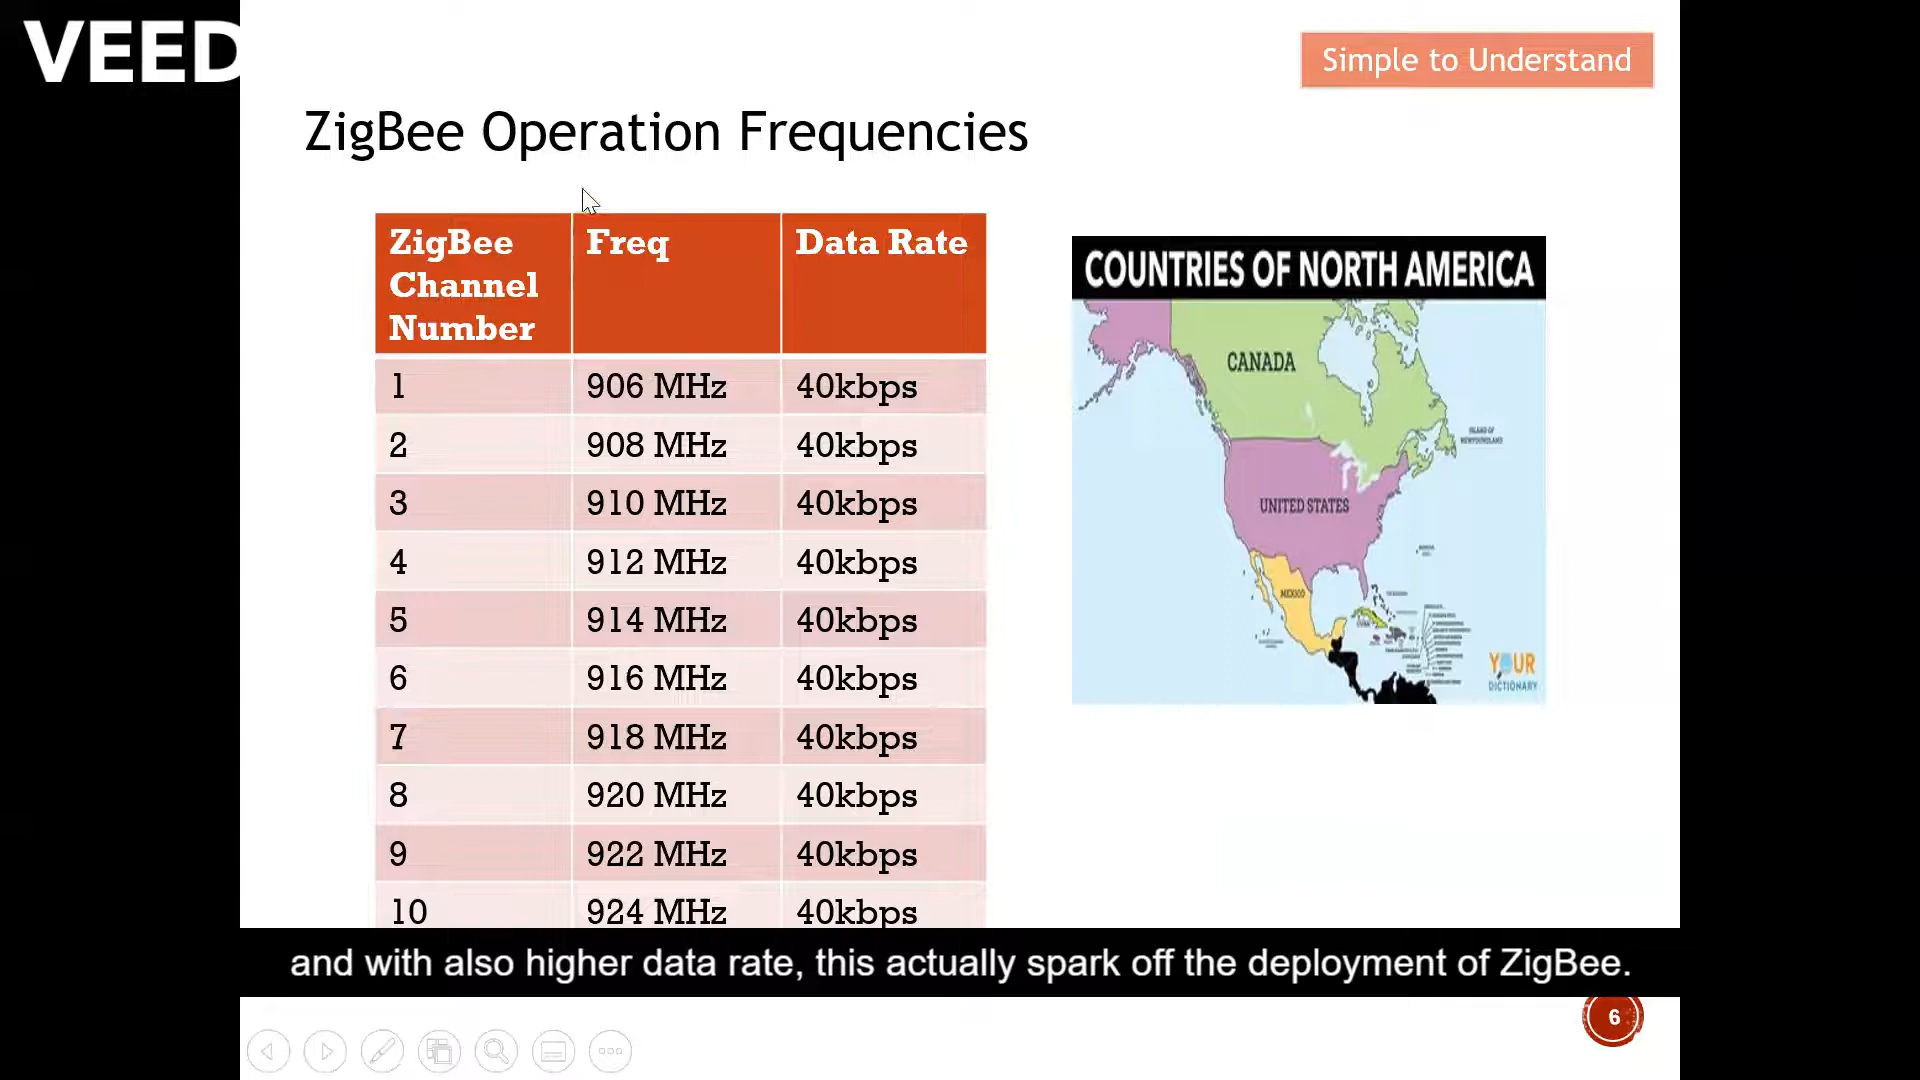 VEED
Simple to Understand
ZigBee Operation Frequencies
ZigBee Channel Number Freq Data Rate
1 906 MHz 40kbps
2 908 MHz 40kbps
3 910 MHz 40kbps
4 912 MHz 40kbps
5 914 MHz 40kbps
6 916 MHz 40kbps
7 918 MHz 40kbps
8 920 MHz 40kbps
9 922 MHz 40kbps
10 924 MHz 40kbps
COUNTRIES OF NORTH AMERICA
CANADA
ISLAND OF
NEWFOUNDLAND
UNITED STATES
MEXICO
YOUR
DICTIONARY
and with also higher data rate, this actually spark off the deployment of ZigBee.
6